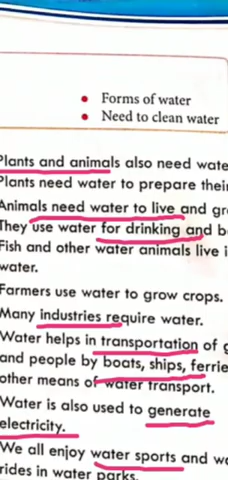 Forms of water
Need to clean water
Plants and animals also need
Plants need water to prepare
Animals need water to live and
They use water for drinking and
Fish and other water animals live
water.
Farmers use water to grow crops.
Many industries require water.
Water helps in transportation of
and people by boats, ships,
other means of water transport.
Water is also used to generate
electricity.
We all enjoy water sports and
rides in water parks.